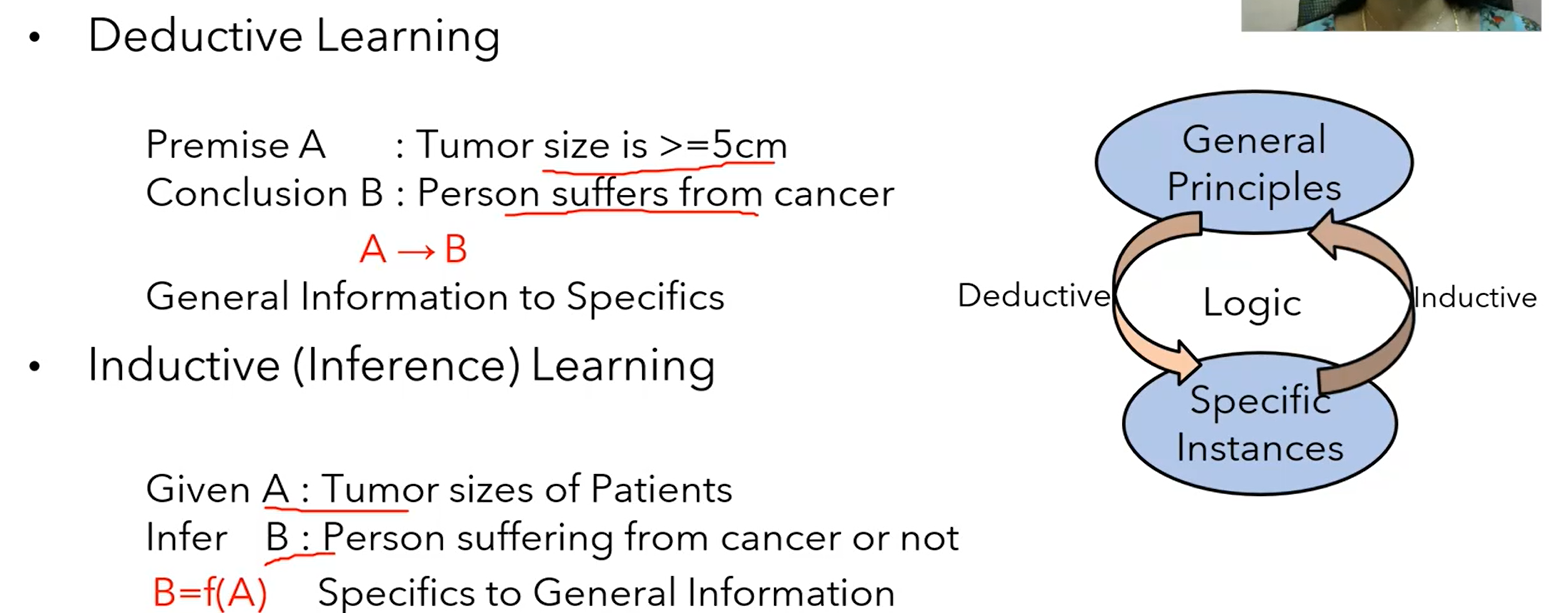 • Deductive Learning
Premise A : Tumor size is >=5cm
Conclusion B : Person suffers from cancer
A → B
General Information to Specifics
• Inductive (Inference) Learning
Given A : Tumor sizes of Patients
Infer B : Person suffering from cancer or not
B=f(A) Specifics to General Information
General
Principles
Deductive
Logic
Inductive
Specific
Instances